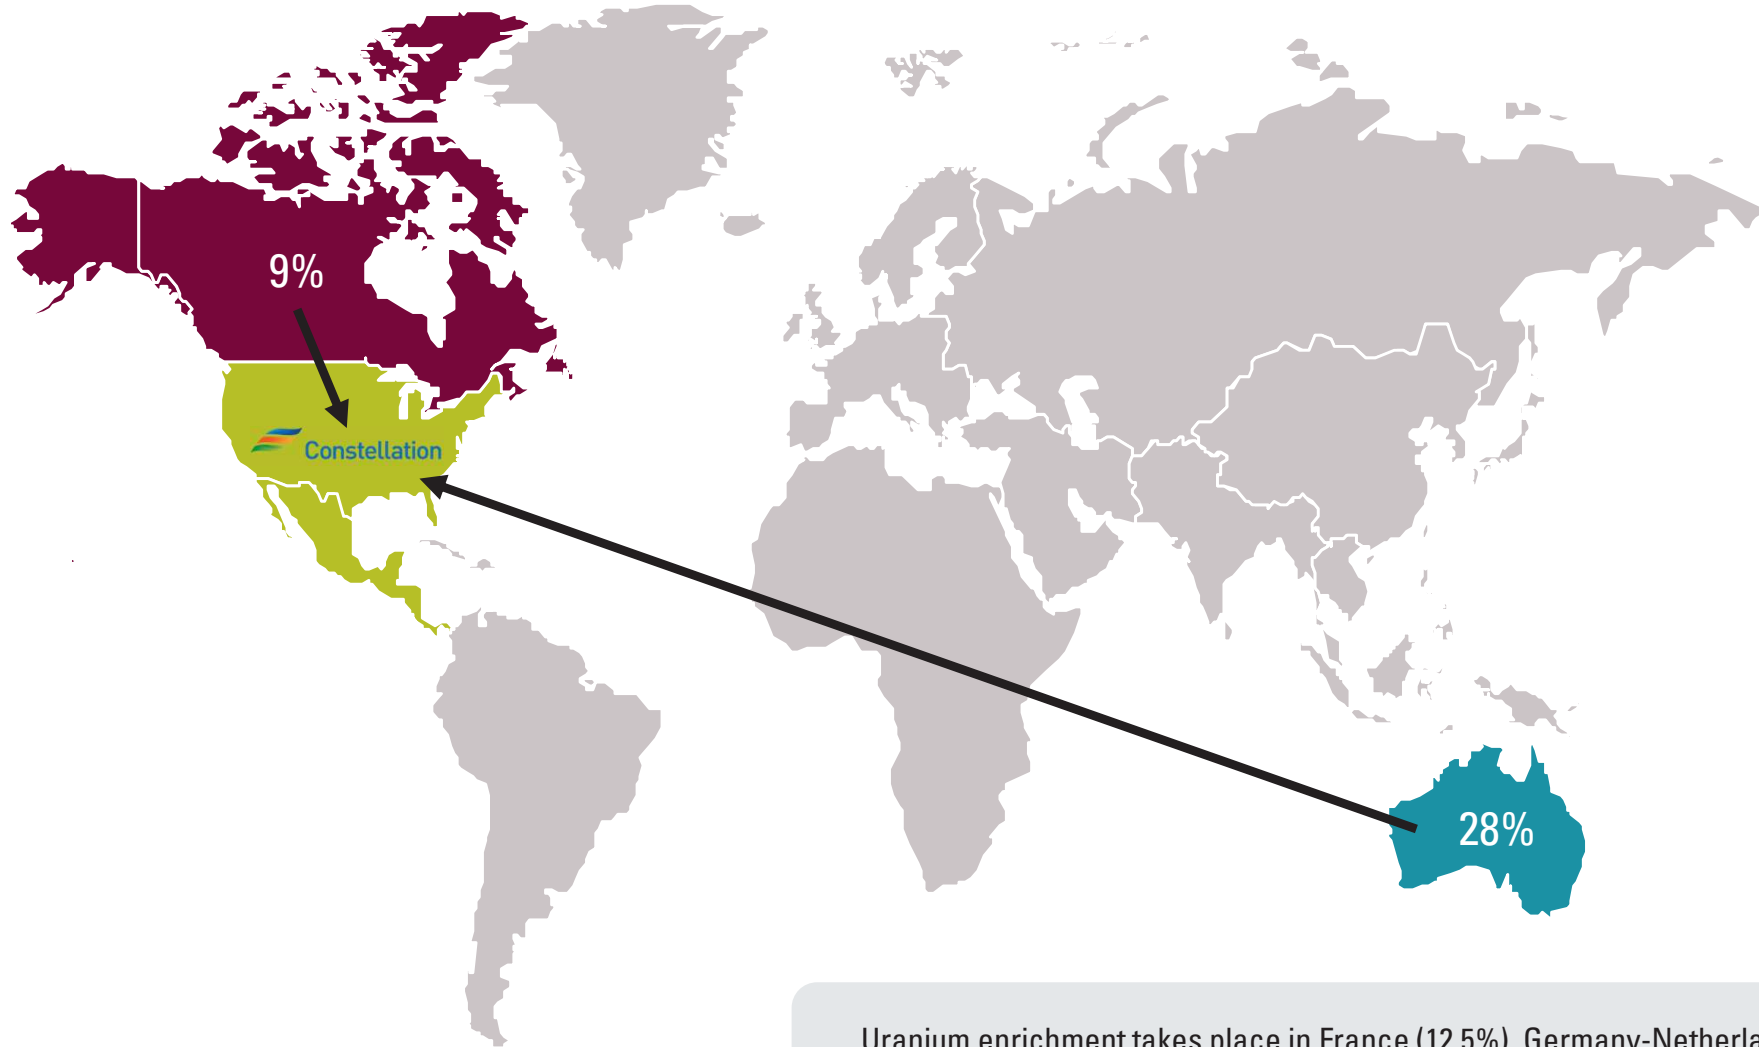 9%
Constellation
28%
Uranium enrichment takes place in France (12.5%), Germany-Netherla